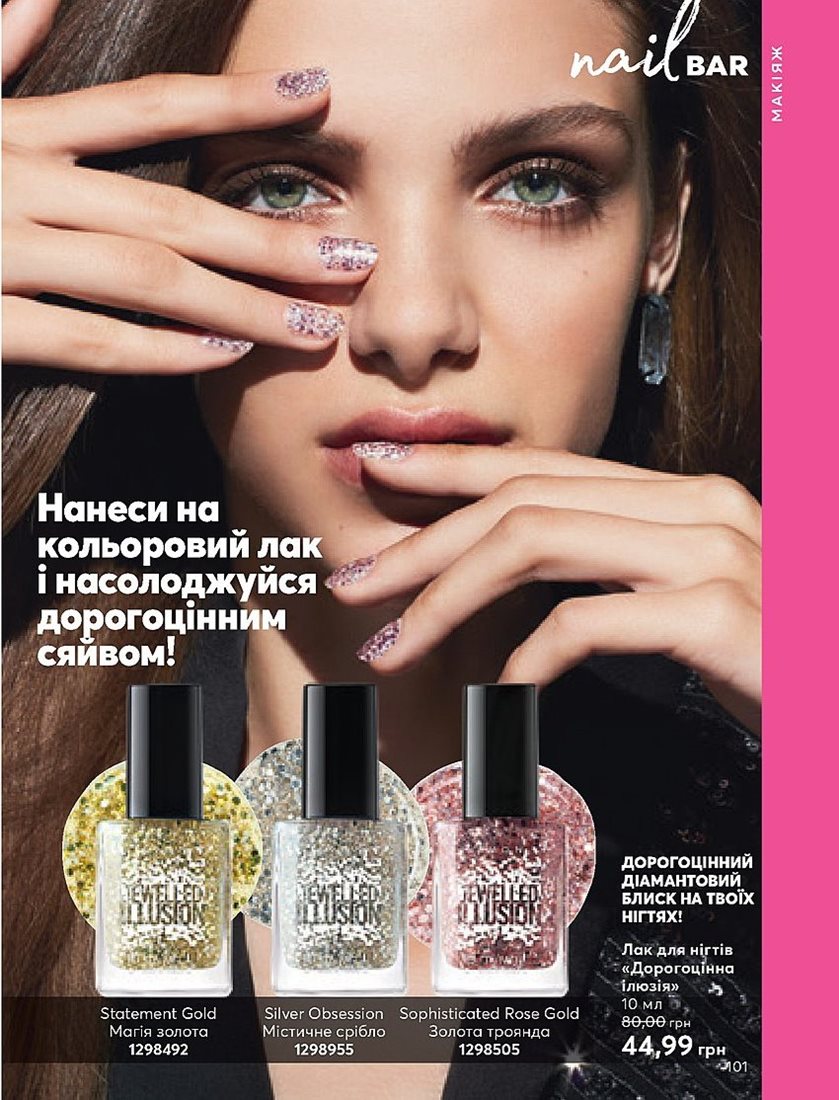 nail BAR
МАКІЯЖ
Нанеси на
кольоровий лак
і насолоджуйся
дорогоцінним
сяйвом!
JEWELLED
ILLUSION
JEWELLED
ILLUSION
JEWELLED
ILLUSION
Statement Gold
Магія золота
1298492
Silver Obsession
Містичне срібло
1298955
Sophisticated Rose Gold
Золота троянда
1298505
ДОРОГОЦІННИЙ
ДІАМАНТОВИЙ
БЛИСК НА ТВОЇХ
НІГТЯХ!
Лак для нігтів
«Дорогоцінна
ілюзія»
10 мл
80,00 грн
44,99 грн
101